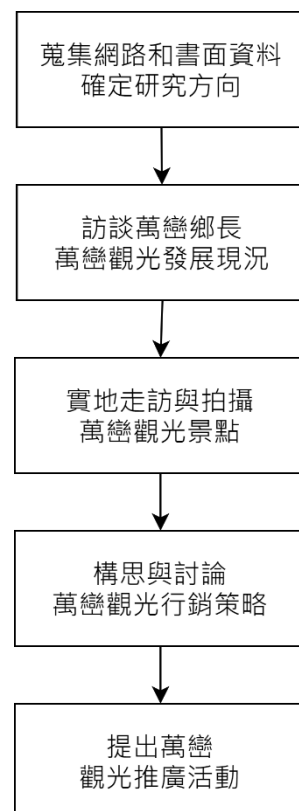 蒐集網路和書面資料
確定研究方向
訪談萬巒鄉長
萬巒觀光發展現況
實地走訪與拍攝
萬巒觀光景點
構思與討論
萬巒觀光行銷策略
提出萬巒
觀光推廣活動